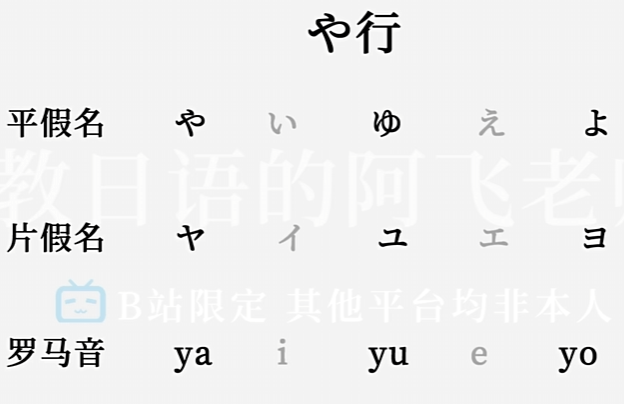 や行
平假名 や い ゆ え よ
教日语的阿飞老师
片假名 ヤ イ ユ エ ヨ
B站限定 其他平台均非本人
罗马音 ya i yu e yo